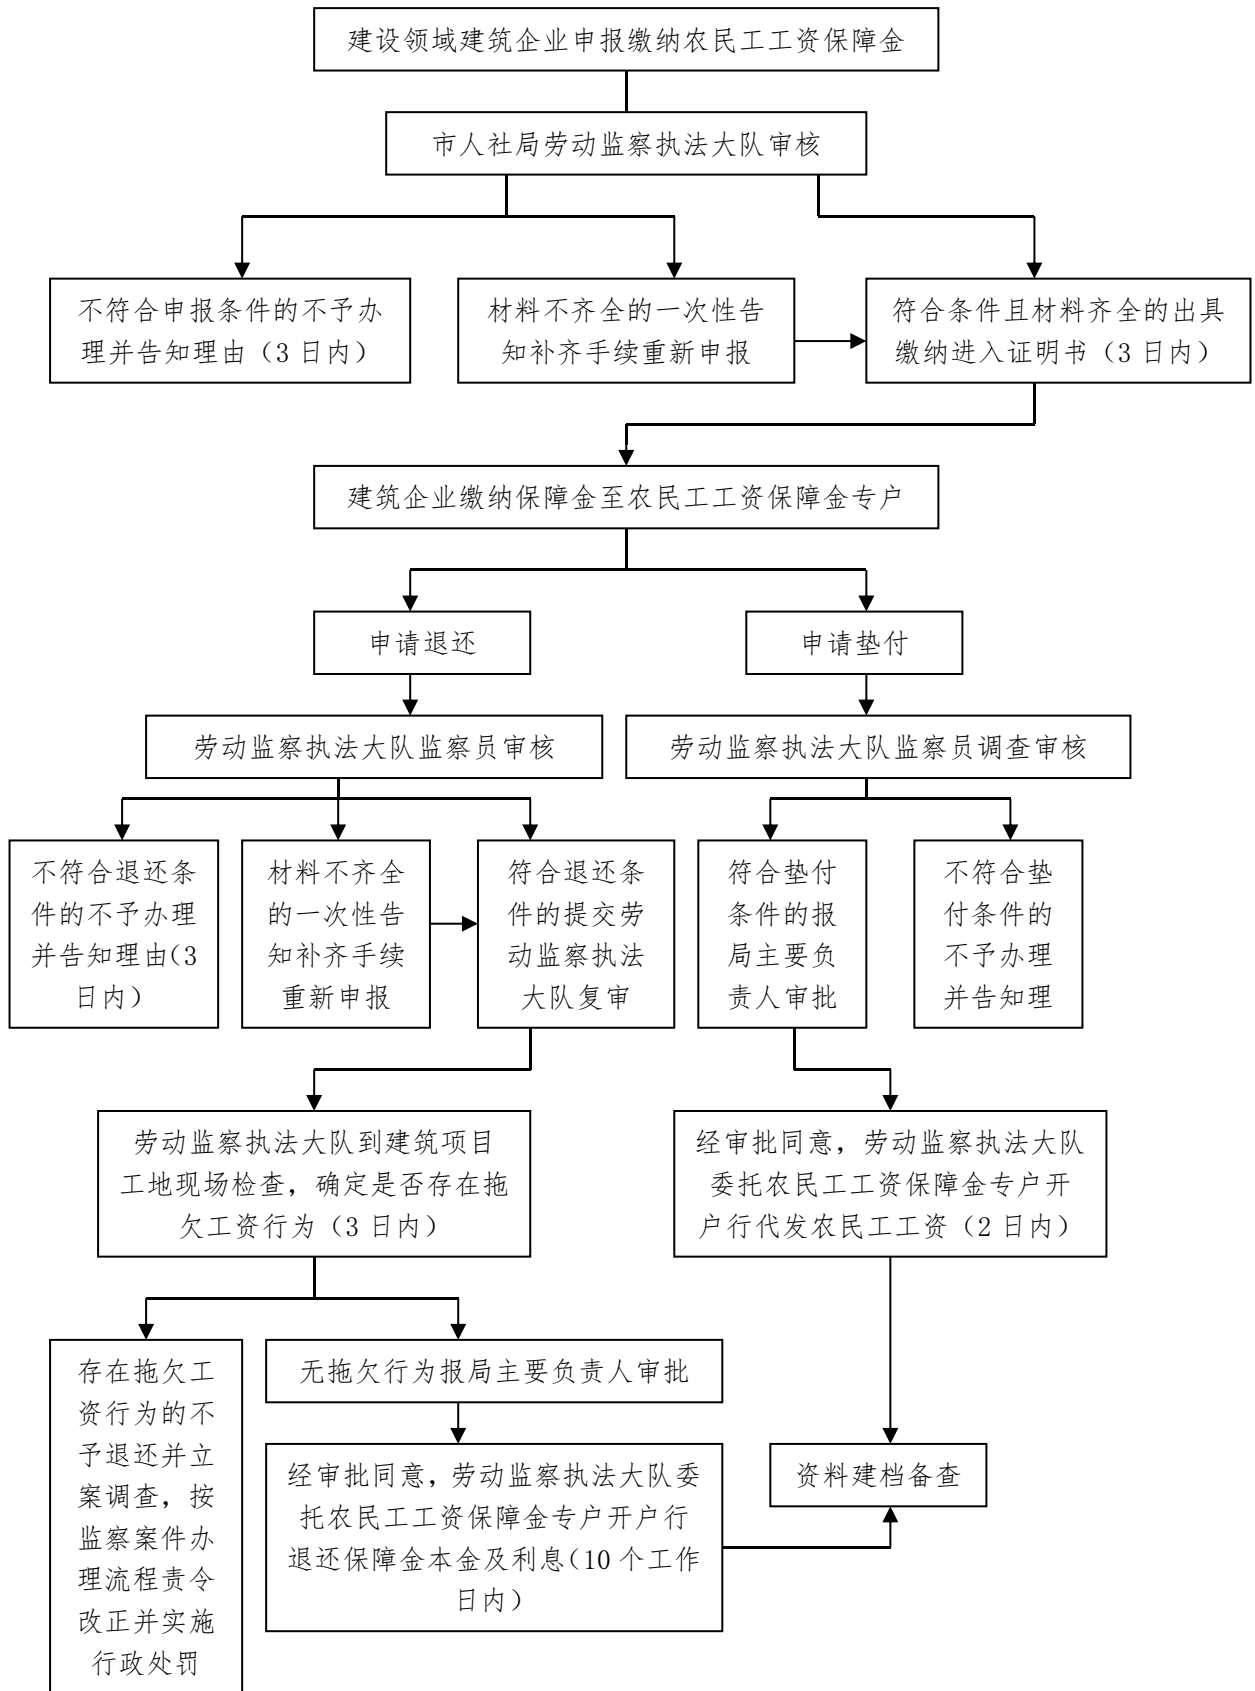 建设领域建筑企业申报缴纳农民工工资保障金
市人社局劳动监察执法大队审核
不符合申报条件的不予办
理并告知理由（3 日内）
材料不齐全的一次性告
知补齐手续重新申报
符合条件且材料齐全的出具
缴纳进入证明书（3 日内）
建筑企业缴纳保障金至农民工工资保障金专户
申请退还
申请垫付
劳动监察执法大队监察员审核
劳动监察执法大队监察员调查审核
不符合退还条
件的不予办理
并告知理由（3
日内）
材料不齐全
的一次性告
知补齐手续
重新申报
符合退还条
件的提交劳
动监察执法
大队复审
符合垫付
条件的报
局主要负
责人审批
不符合垫
付条件的
不予办理
并告知理
劳动监察执法大队到建筑项目
工地现场检查，确定是否存在拖
欠工资行为（3 日内）
经审批同意，劳动监察执法大队
委托农民工工资保障金专户开
户行代发农民工工资（2 日内）
存在拖欠工
资行为的不
予退还并立
案调查，按
监察案件办
理流程责令
改正并实施
行政处罚
无拖欠行为报局主要负责人审批
经审批同意，劳动监察执法大队委
托农民工工资保障金专户开户行
退还保障金本金及利息（10 个工作
日内）
资料建档备查